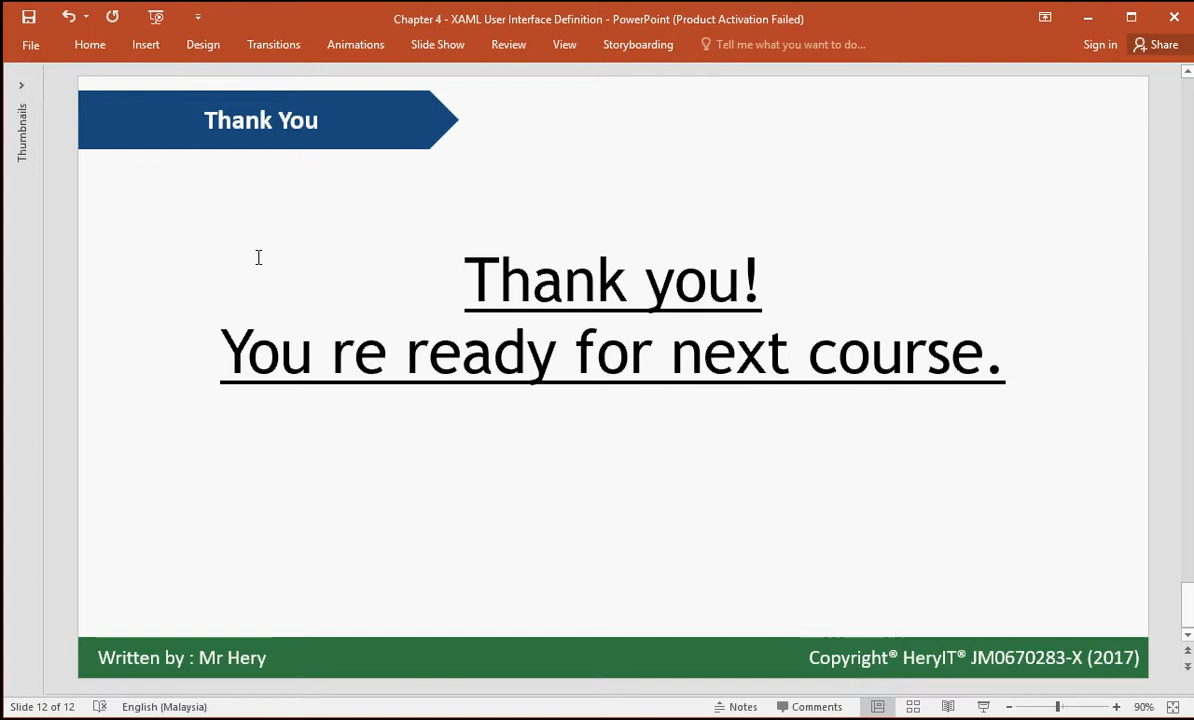 Chapter 4 - XAML User Interface Definition - PowerPoint (Product Activation Failed)
File Home Insert Design Transitions Animations Slide Show Review View Storyboarding Tell me what you want to do... Sign in Share
Thumbnails
Thank You
Thank you!
You re ready for next course.
Written by : Mr Hery Copyright® HeryIT® JM0670283-X (2017)
Slide 12 of 12 English (Malaysia) Notes Comments 90%